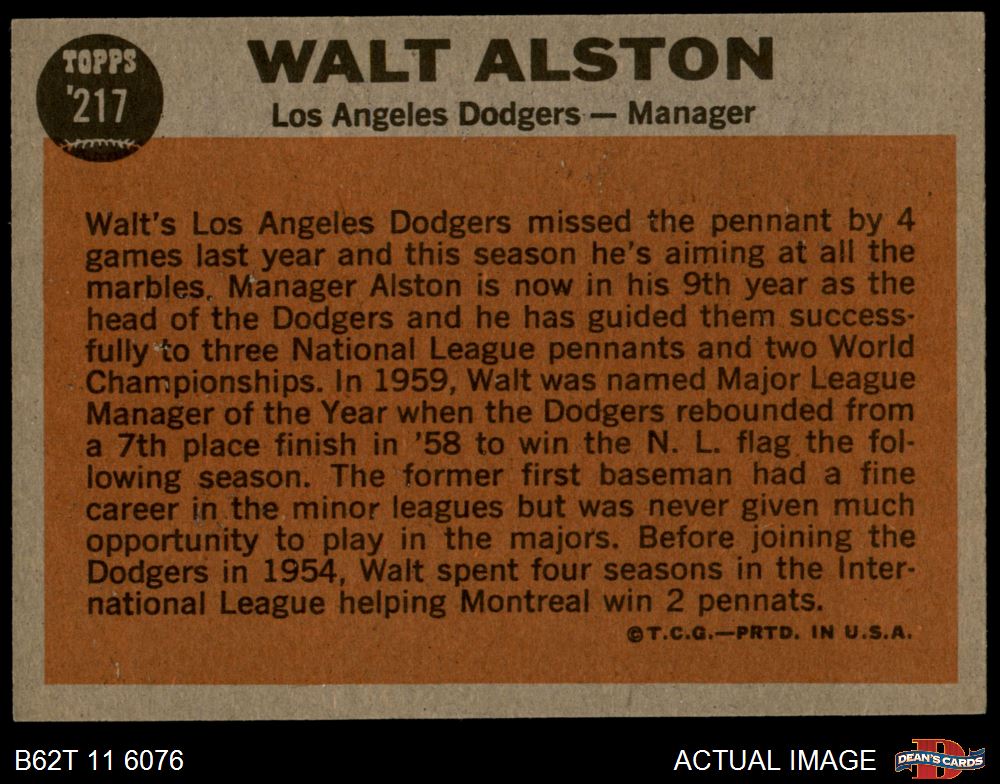 TOPPS
'217
WALT ALSTON
Los Angeles Dodgers — Manager
Walt's Los Angeles Dodgers missed the pennant by 4
games last year and this season he's aiming at all the
marbles. Manager Alston is now in his 9th year as the
head of the Dodgers and he has guided them success-
fully to three National League pennants and two World
Championships. In 1959, Walt was named Major League
Manager of the Year when the Dodgers rebounded from
a 7th place finish in '58 to win the N. L. flag the fol-
lowing season. The former first baseman had a fine
career in the minor leagues but was never given much
opportunity to play in the majors. Before joining the
Dodgers in 1954, Walt spent four seasons in the Inter-
national League helping Montreal win 2 pennats.
©T.C.G.—PRTD. IN U.S.A.
B62T 11 6076
ACTUAL IMAGE
D
DEAN'S CARDS